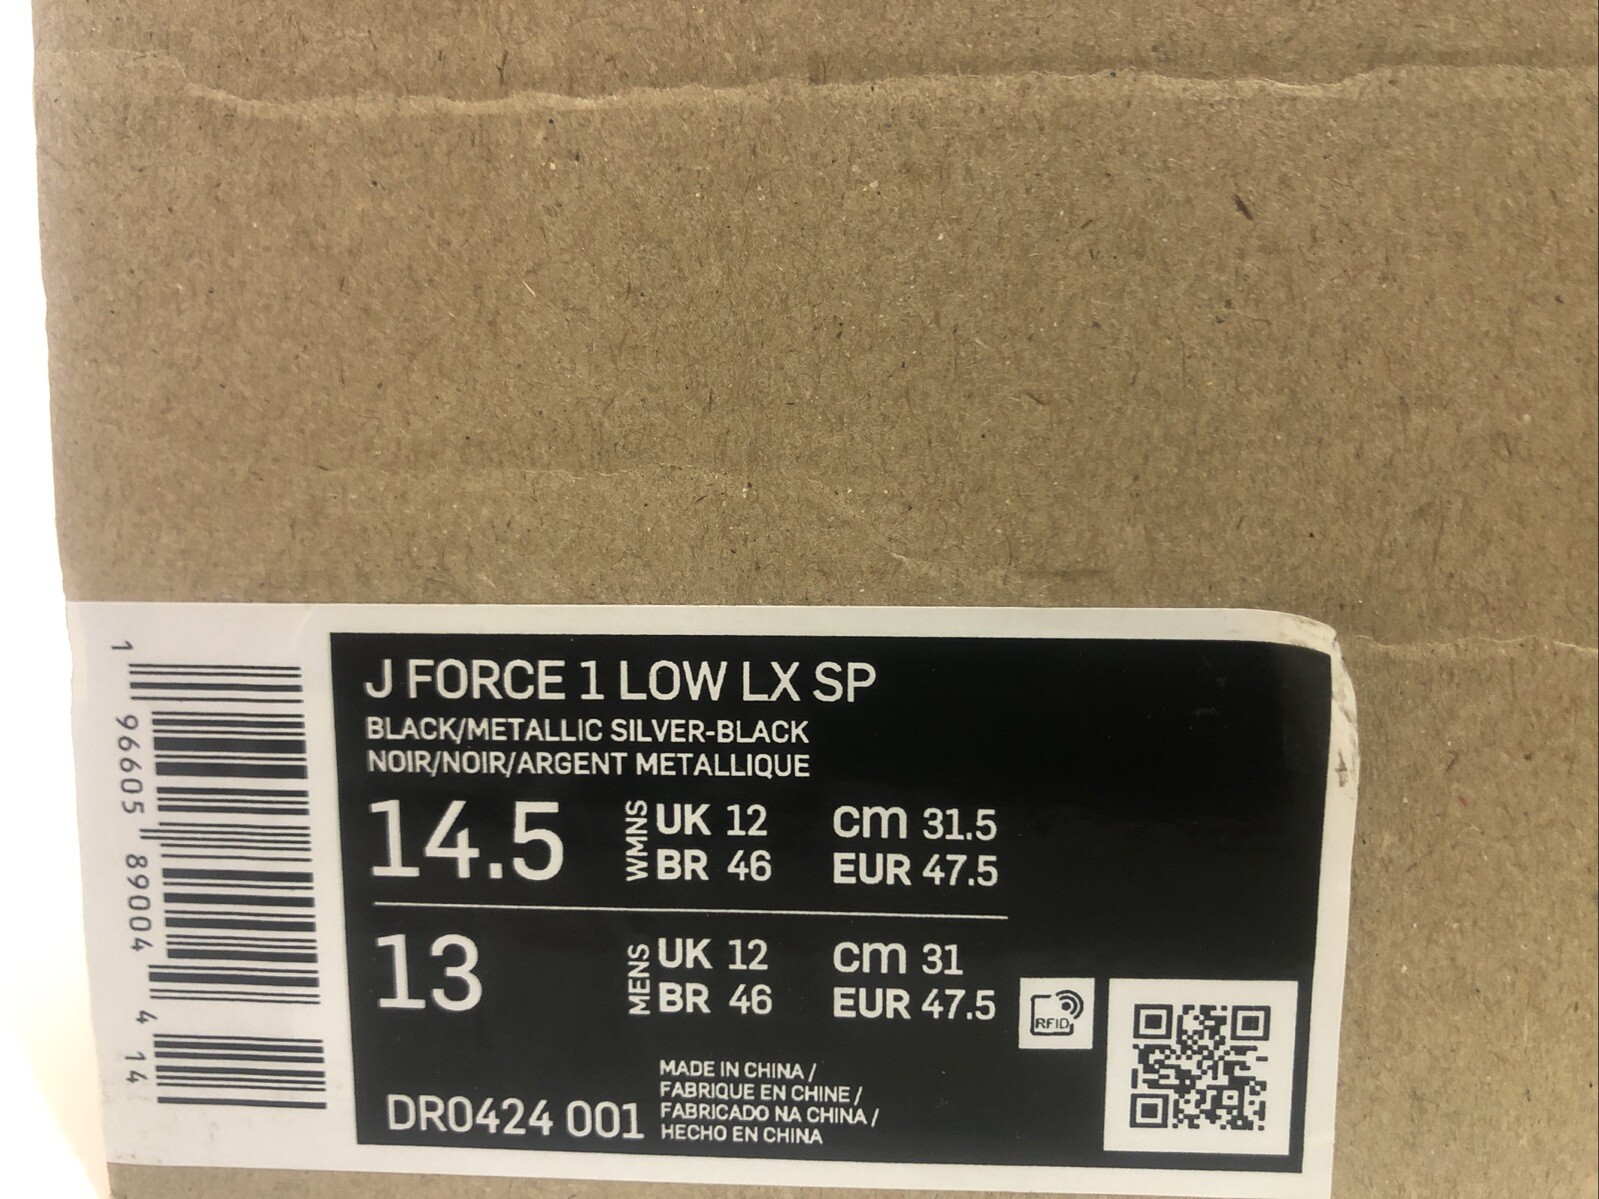 J FORCE 1 LOW LX SP
BLACK/METALLIC SILVER-BLACK
NOIR/NOIR/ARGENT METALLIQUE
14.5 WMNS UK 12 cm 31.5
BR 46 EUR 47.5
13 MENS UK 12 cm 31
BR 46 EUR 47.5
RFID
DR0424 001
MADE IN CHINA /
FABRIQUE EN CHINE /
FABRICADO NA CHINA /
HECHO EN CHINA
1 96605 89004 4 14